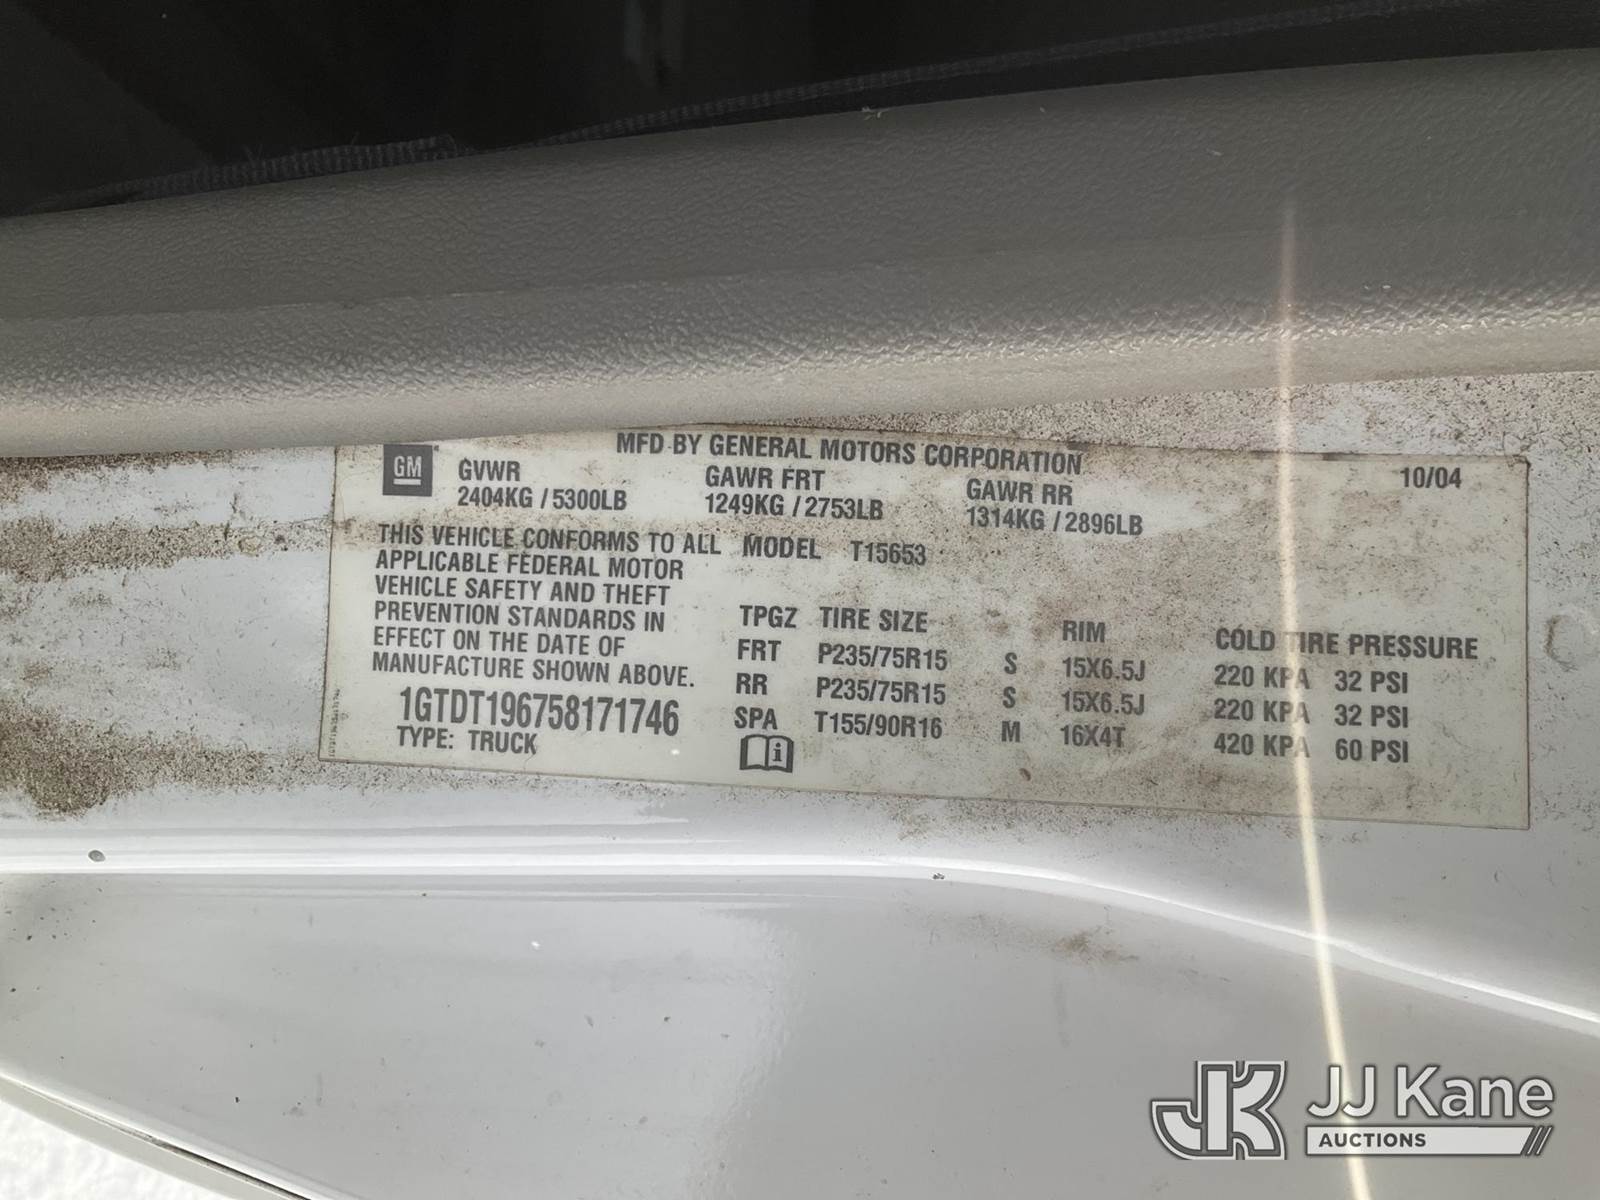 MFD BY GENERAL MOTORS CORPORATION
10/04
GM
GVWR GAWR FRT GAWR RR
2404KG / 5300LB 1249KG / 2753LB 1314KG / 2896LB
THIS VEHICLE CONFORMS TO ALL
APPLICABLE FEDERAL MOTOR
VEHICLE SAFETY AND THEFT
PREVENTION STANDARDS IN
EFFECT ON THE DATE OF
MANUFACTURE SHOWN ABOVE.
1GTDT196758171746
TYPE: TRUCK
MODEL T15653
TPGZ TIRE SIZE RIM COLD TIRE PRESSURE
FRT P235/75R15 S 15X6.5J 220 KPA 32 PSI
RR P235/75R15 S 15X6.5J 220 KPA 32 PSI
SPA T155/90R16 M 16X4T 420 KPA 60 PSI
i
JK JJ Kane
AUCTIONS